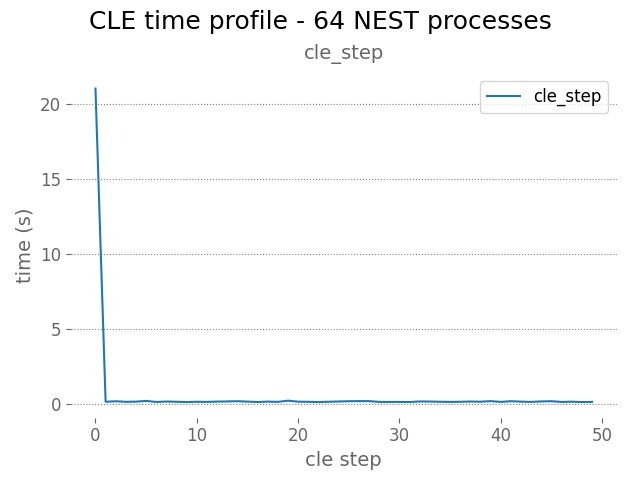 CLE time profile - 64 NEST processes
cle_step
cle_step
time (s)
20
15
10
5
0
0 10 20 30 40 50
cle step